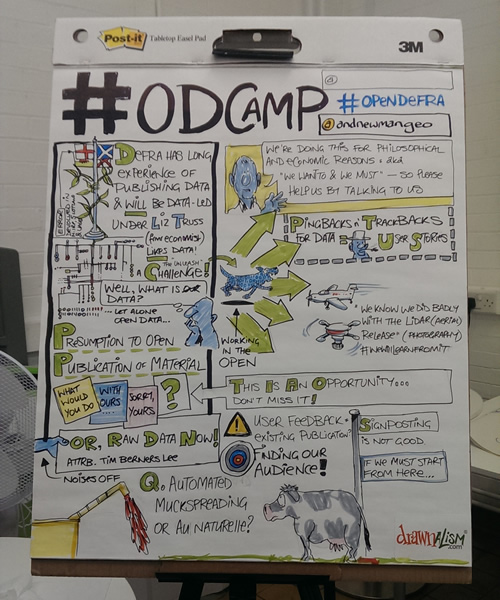 Post-it Tabletop Easel Pad
3M
#ODCAMP
@
#OPENDEFRA
@andnewmangeo
DEFRA HAS LONG
EXPERIENCE OF
PUBLISHING DATA
& WILL BE DATA-LED
UNDER LIZ TRUSS
(fmr economist)
LIKES DATA!
"THE UNLEASH"
CHALLENGE!
WELL, WHAT IS OUR
DATA?
... LET ALONE
OPEN DATA...
PRESUMPTION TO OPEN
PUBLICATION OF MATERIAL
WHAT
WOULD
YOU DO
WITH
OURS
SORRY,
YOURS
?
OR, RAW DATA NOW!
ATTRB. TIM BERNERS LEE
NOISES OFF
Q. AUTOMATED
MUCKSPREADING
OR AU NATURELLE?
WE'RE DOING THIS FOR PHILOSOPHICAL
AND ECONOMIC REASONS • aka
"WE WANT TO & WE MUST" — SO PLEASE
HELP US BY TALKING TO US
PINGBACKS n' TRACKBACKS
FOR DATA = USER STORIES
WORKING
IN THE
OPEN
"WE KNOW WE DID BADLY
WITH THE LIDAR (AERIAL)
RELEASE" (PHOTOGRAPHY)
#WEWILLLEARNFROMIT
THIS IS AN OPPORTUNITY...
DON'T MISS IT!
USER FEEDBACK •
EXISTING PUBLICATION
FINDING OUR
AUDIENCE!
SIGNPOSTING
IS NOT GOOD.
IF WE MUST START
FROM HERE...
drawnalism
.com